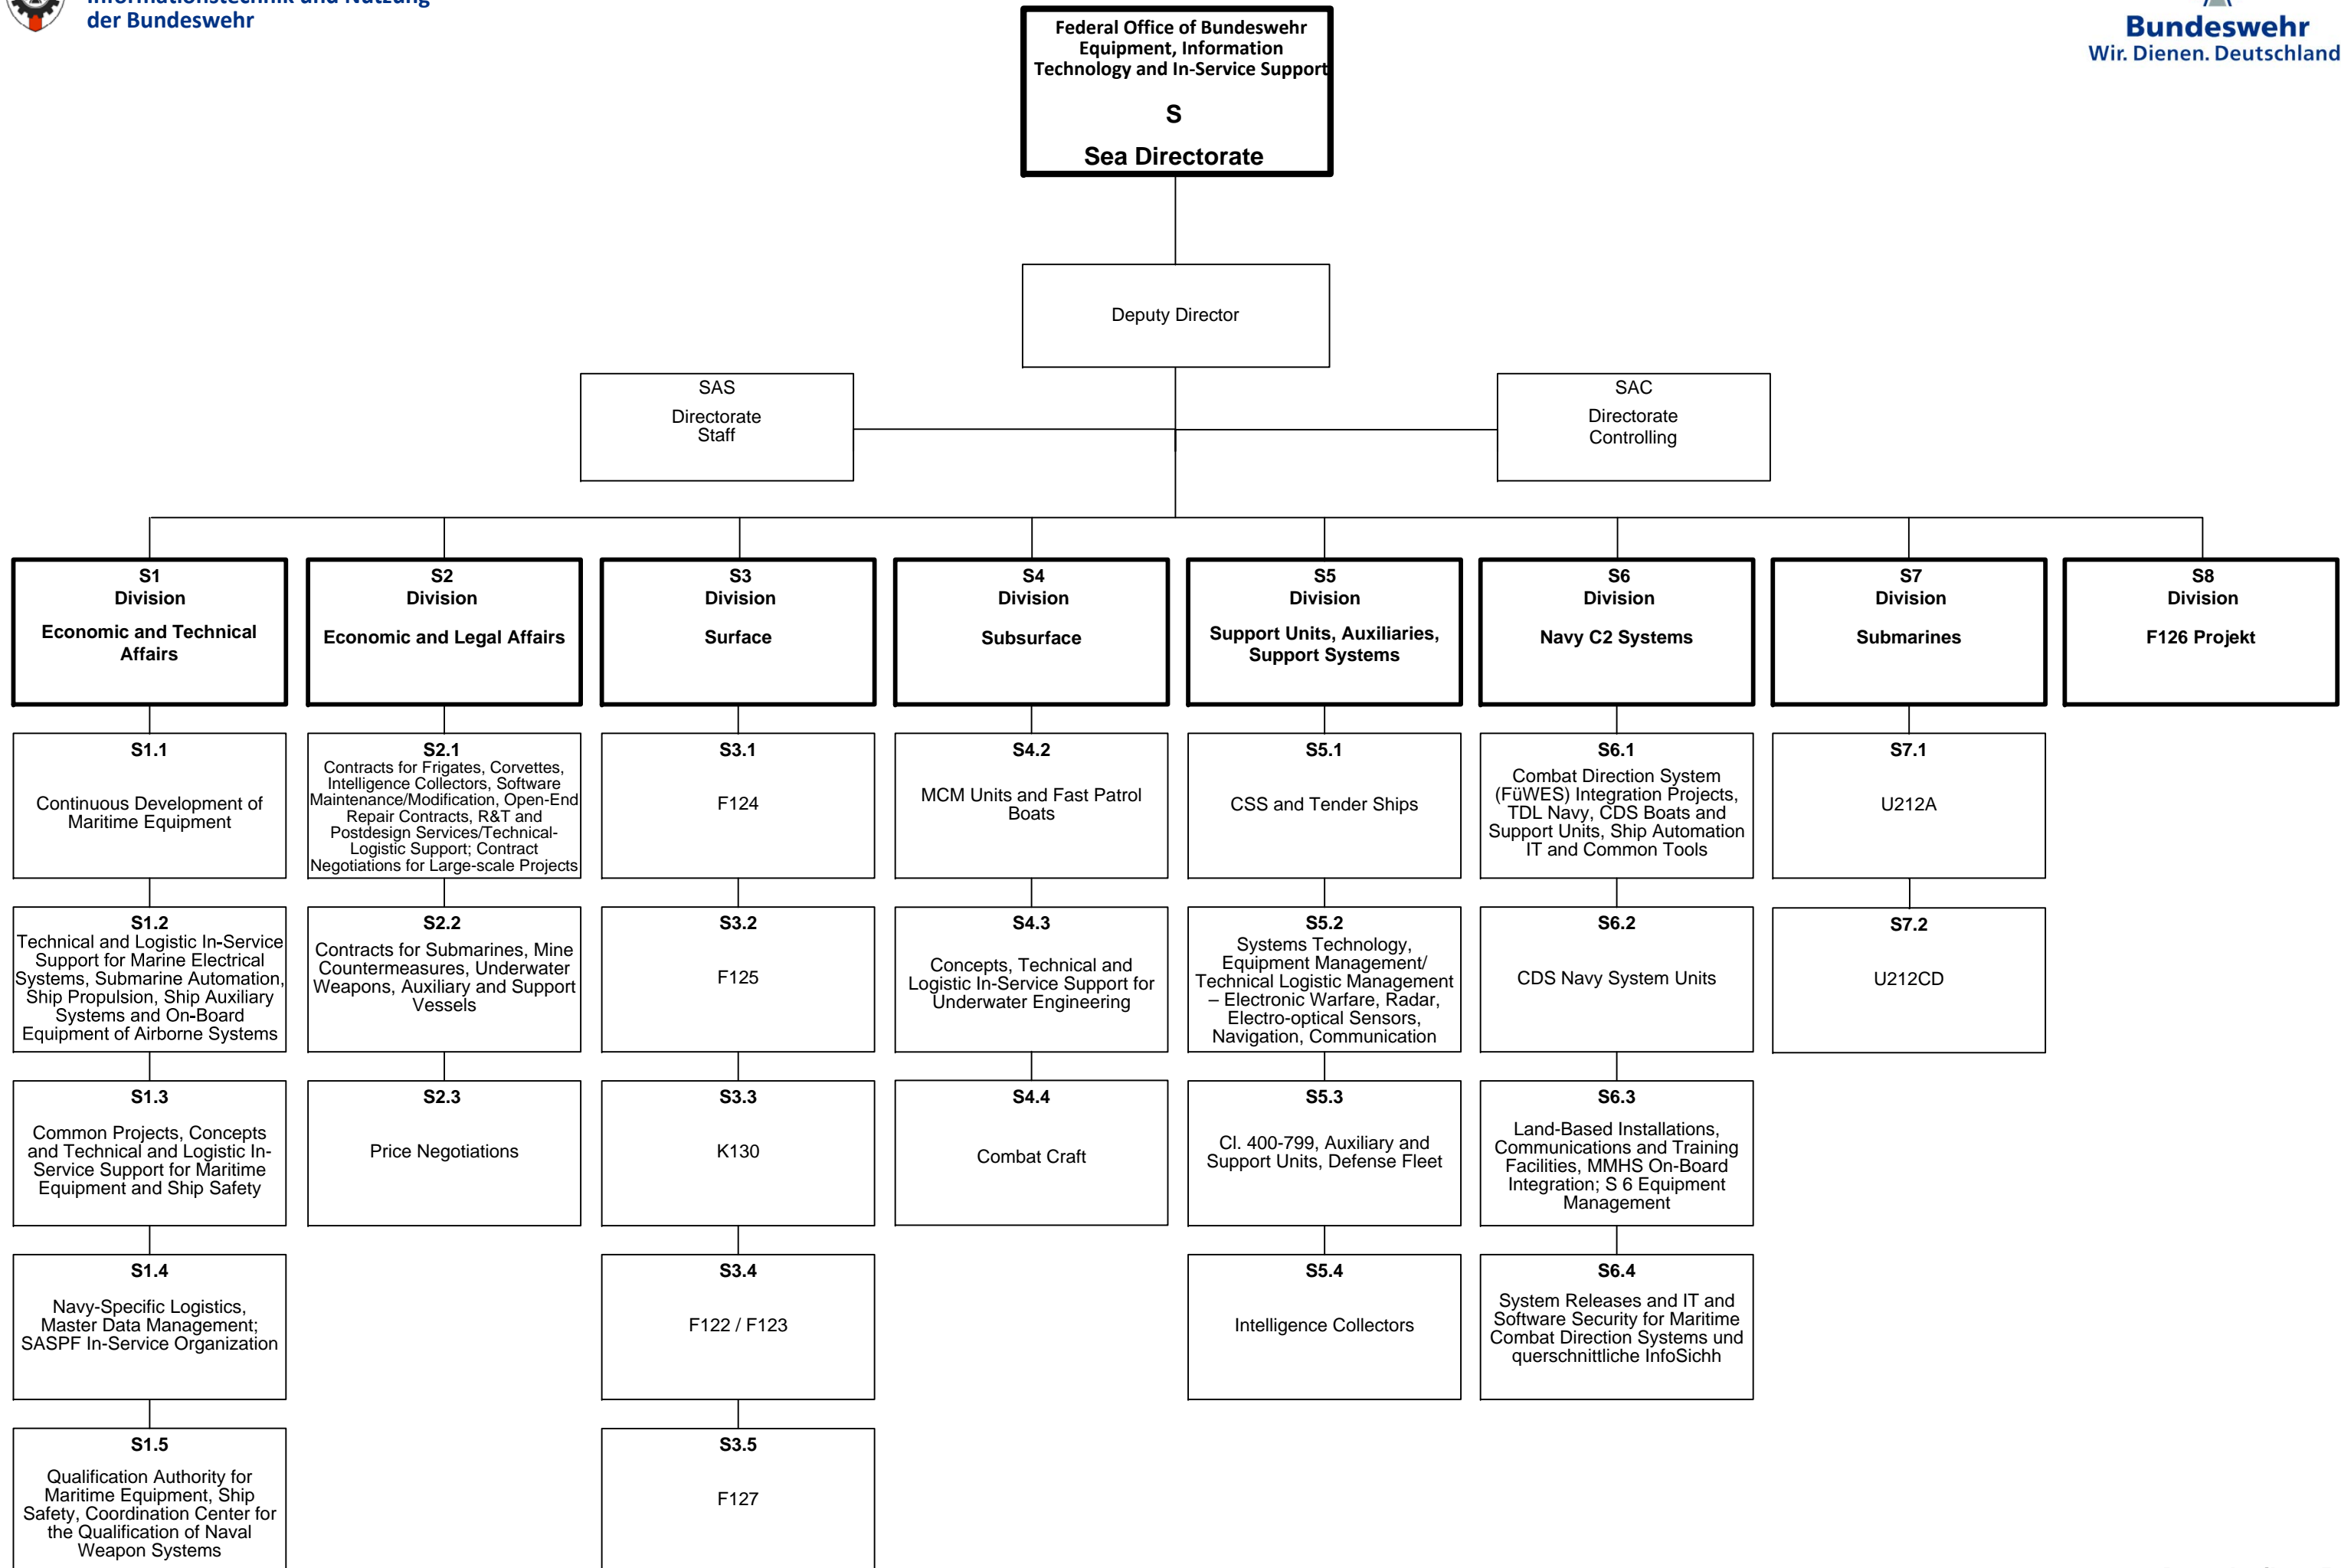 Informationstechnik und Nutzung
der Bundeswehr
Bundeswehr
Wir. Dienen. Deutschland
Federal Office of Bundeswehr
Equipment, Information
Technology and In-Service Support
S
Sea Directorate
Deputy Director
SAS
Directorate
Staff
SAC
Directorate
Controlling
S1
Division
Economic and Technical
Affairs
S2
Division
Economic and Legal Affairs
S3
Division
Surface
S4
Division
Subsurface
S5
Division
Support Units, Auxiliaries,
Support Systems
S6
Division
Navy C2 Systems
S7
Division
Submarines
S8
Division
F126 Projekt
S1.1
Continuous Development of
Maritime Equipment
S2.1
Contracts for Frigates, Corvettes,
Intelligence Collectors, Software
Maintenance/Modification, Open-End
Repair Contracts, R&T and
Postdesign Services/Technical-
Logistic Support; Contract
Negotiations for Large-scale Projects
S3.1
F124
S4.2
MCM Units and Fast Patrol
Boats
S5.1
CSS and Tender Ships
S6.1
Combat Direction System
(FüWES) Integration Projects,
TDL Navy, CDS Boats and
Support Units, Ship Automation
IT and Common Tools
S7.1
U212A
S1.2
Technical and Logistic In-Service
Support for Marine Electrical
Systems, Submarine Automation,
Ship Propulsion, Ship Auxiliary
Systems and On-Board
Equipment of Airborne Systems
S2.2
Contracts for Submarines, Mine
Countermeasures, Underwater
Weapons, Auxiliary and Support
Vessels
S3.2
F125
S4.3
Concepts, Technical and
Logistic In-Service Support for
Underwater Engineering
S5.2
Systems Technology,
Equipment Management/
Technical Logistic Management
– Electronic Warfare, Radar,
Electro-optical Sensors,
Navigation, Communication
S6.2
CDS Navy System Units
S7.2
U212CD
S1.3
Common Projects, Concepts
and Technical and Logistic In-
Service Support for Maritime
Equipment and Ship Safety
S2.3
Price Negotiations
S3.3
K130
S4.4
Combat Craft
S5.3
Cl. 400-799, Auxiliary and
Support Units, Defense Fleet
S6.3
Land-Based Installations,
Communications and Training
Facilities, MMHS On-Board
Integration; S 6 Equipment
Management
S1.4
Navy-Specific Logistics,
Master Data Management;
SASPF In-Service Organization
S3.4
F122 / F123
S5.4
Intelligence Collectors
S6.4
System Releases and IT and
Software Security for Maritime
Combat Direction Systems und
querschnittliche InfoSichh
S1.5
Qualification Authority for
Maritime Equipment, Ship
Safety, Coordination Center for
the Qualification of Naval
Weapon Systems
S3.5
F127